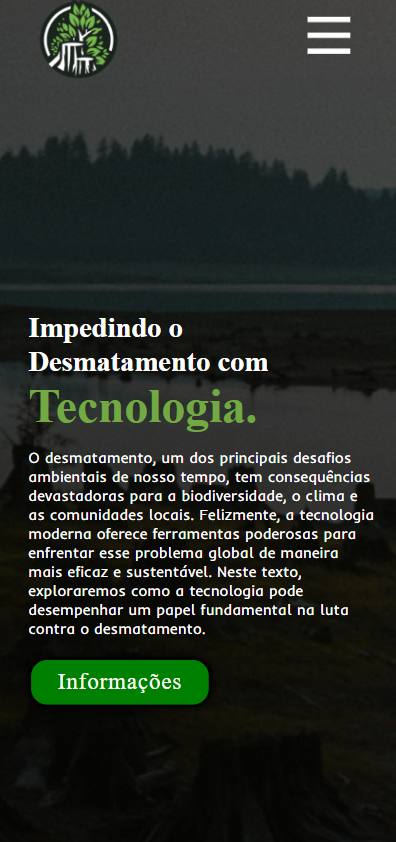 Impedindo o
Desmatamento com
Tecnologia.
O desmatamento, um dos principais desafios
ambientais de nosso tempo, tem consequências
devastadoras para a biodiversidade, o clima e
as comunidades locais. Felizmente, a tecnologia
moderna oferece ferramentas poderosas para
enfrentar esse problema global de maneira
mais eficaz e sustentável. Neste texto,
exploraremos como a tecnologia pode
desempenhar um papel fundamental na luta
contra o desmatamento.
Informações